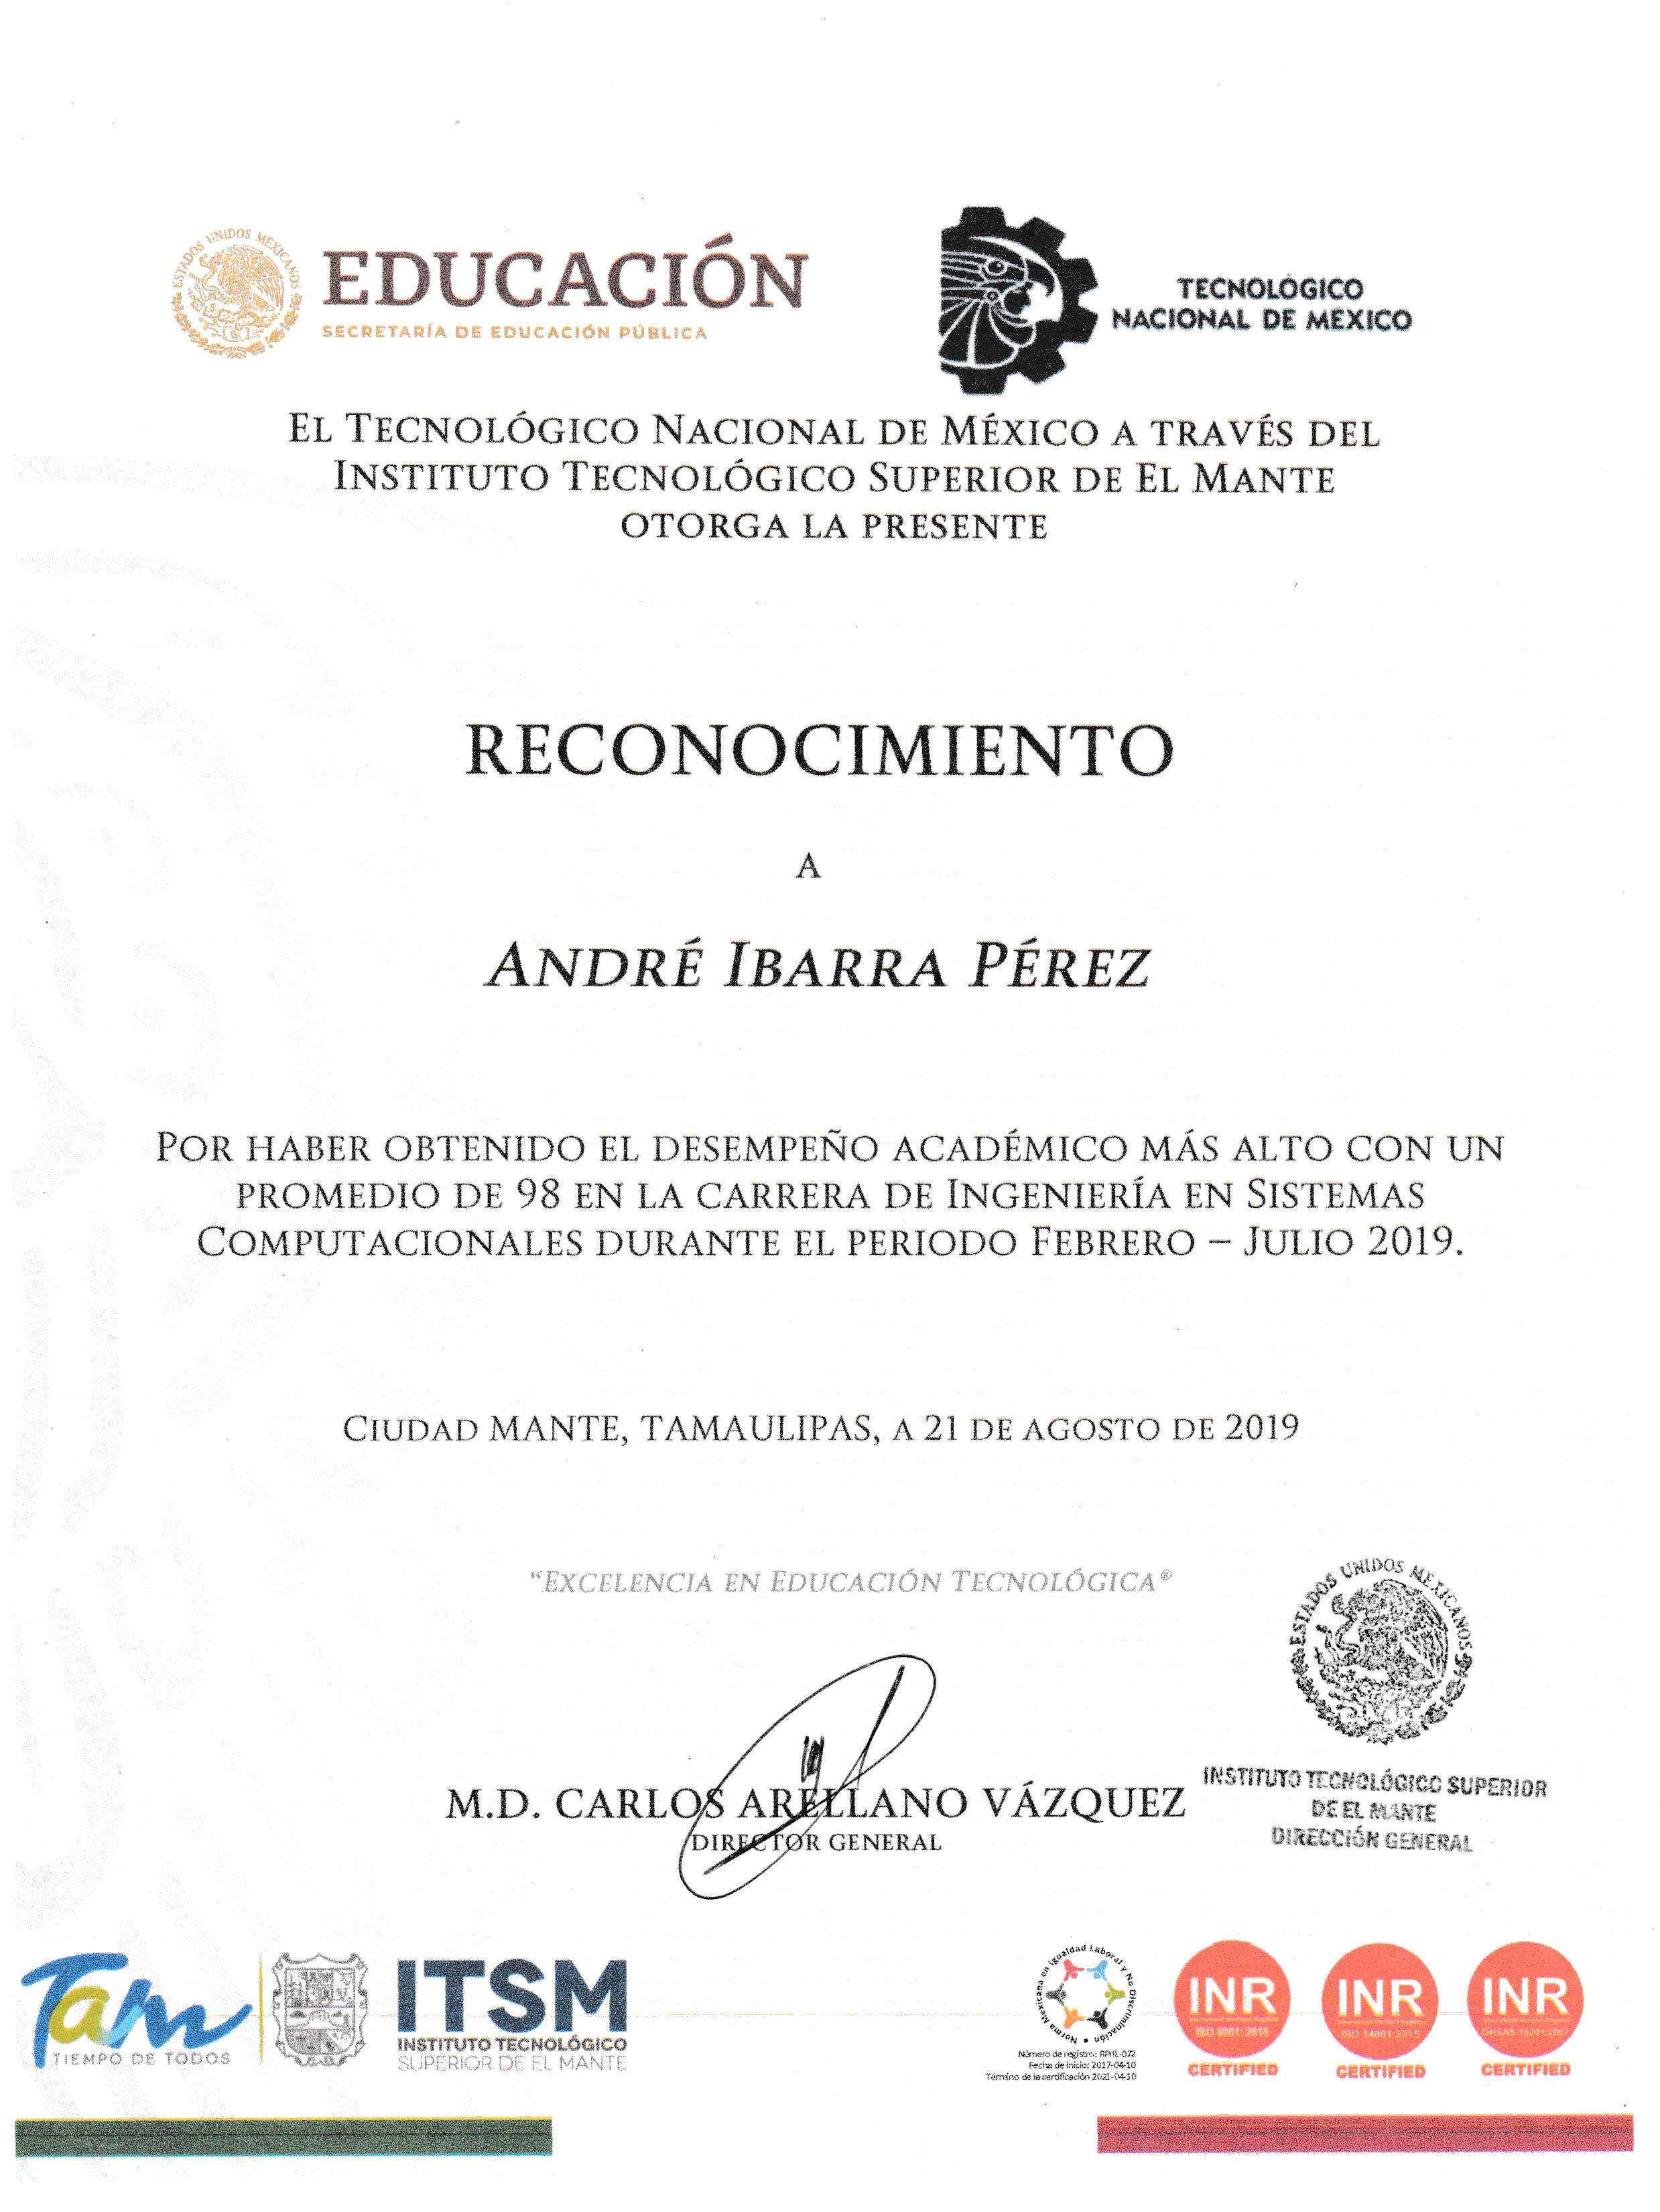 ESTADOS UNIDOS MEXICANOS
EDUCACIÓN
SECRETARÍA DE EDUCACIÓN PÚBLICA
TECNOLÓGICO
NACIONAL DE MÉXICO
EL TECNOLÓGICO NACIONAL DE MÉXICO A TRAVÉS DEL
INSTITUTO TECNOLÓGICO SUPERIOR DE EL MANTE
OTORGA LA PRESENTE
RECONOCIMIENTO
A
ANDRÉ IBARRA PÉREZ
POR HABER OBTENIDO EL DESEMPEÑO ACADÉMICO MÁS ALTO CON UN
PROMEDIO DE 98 EN LA CARRERA DE INGENIERÍA EN SISTEMAS
COMPUTACIONALES DURANTE EL PERIODO FEBRERO – JULIO 2019.
CIUDAD MANTE, TAMAULIPAS, A 21 DE AGOSTO DE 2019
“EXCELENCIA EN EDUCACIÓN TECNOLÓGICA®
ESTADOS UNIDOS MEXICANOS
INSTITUTO TECNOLÓGICO SUPERIOR
DE EL MANTE
DIRECCIÓN GENERAL
M.D. CARLOS ARELLANO VÁZQUEZ
DIRECTOR GENERAL
Tam
TIEMPO DE TODOS
ITSM
INSTITUTO TECNOLÓGICO
SUPERIOR DE EL MANTE
Norma Mexicana en Igualdad Laboral y No Discriminación
Número de registro: RPrIL-072
Fecha de inicio: 2017-04-10
Término de la certificación 2021-04-10
INR
ISO 9001:2015
CERTIFIED
INR
ISO 14001:2015
CERTIFIED
INR
OHSAS 18001:2007
CERTIFIED